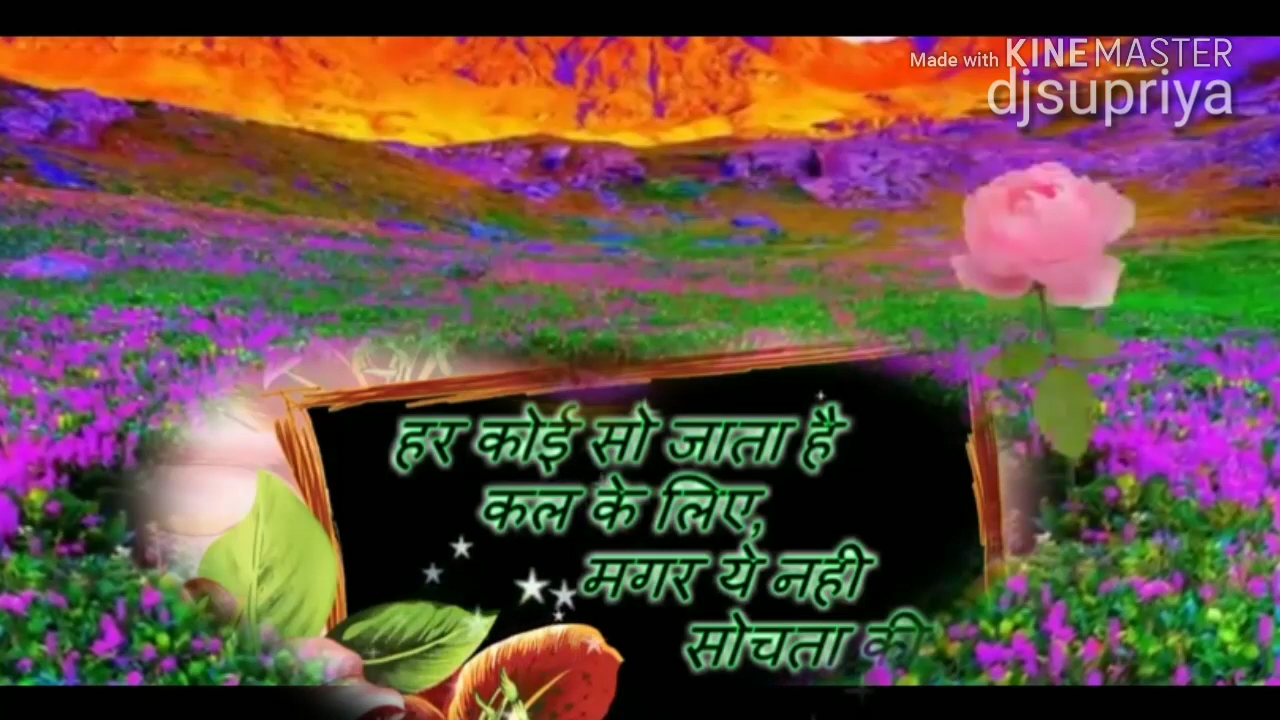 Made with KINEMASTER
djsupriya
हर कोई सो जाता है
कल के लिए,
मगर ये नही
सोचता की